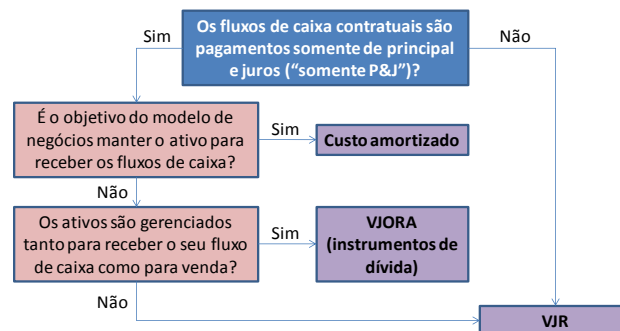 Os fluxos de caixa contratuais são
pagamentos somente de principal
e juros (“somente P&J”)?
Sim
Não
É o objetivo do modelo de
negócios manter o ativo para
receber os fluxos de caixa?
Sim
Custo amortizado
Não
Os ativos são gerenciados
tanto para receber o seu fluxo
de caixa como para venda?
Sim
VJORA
(instrumentos de
dívida)
Não
VJR